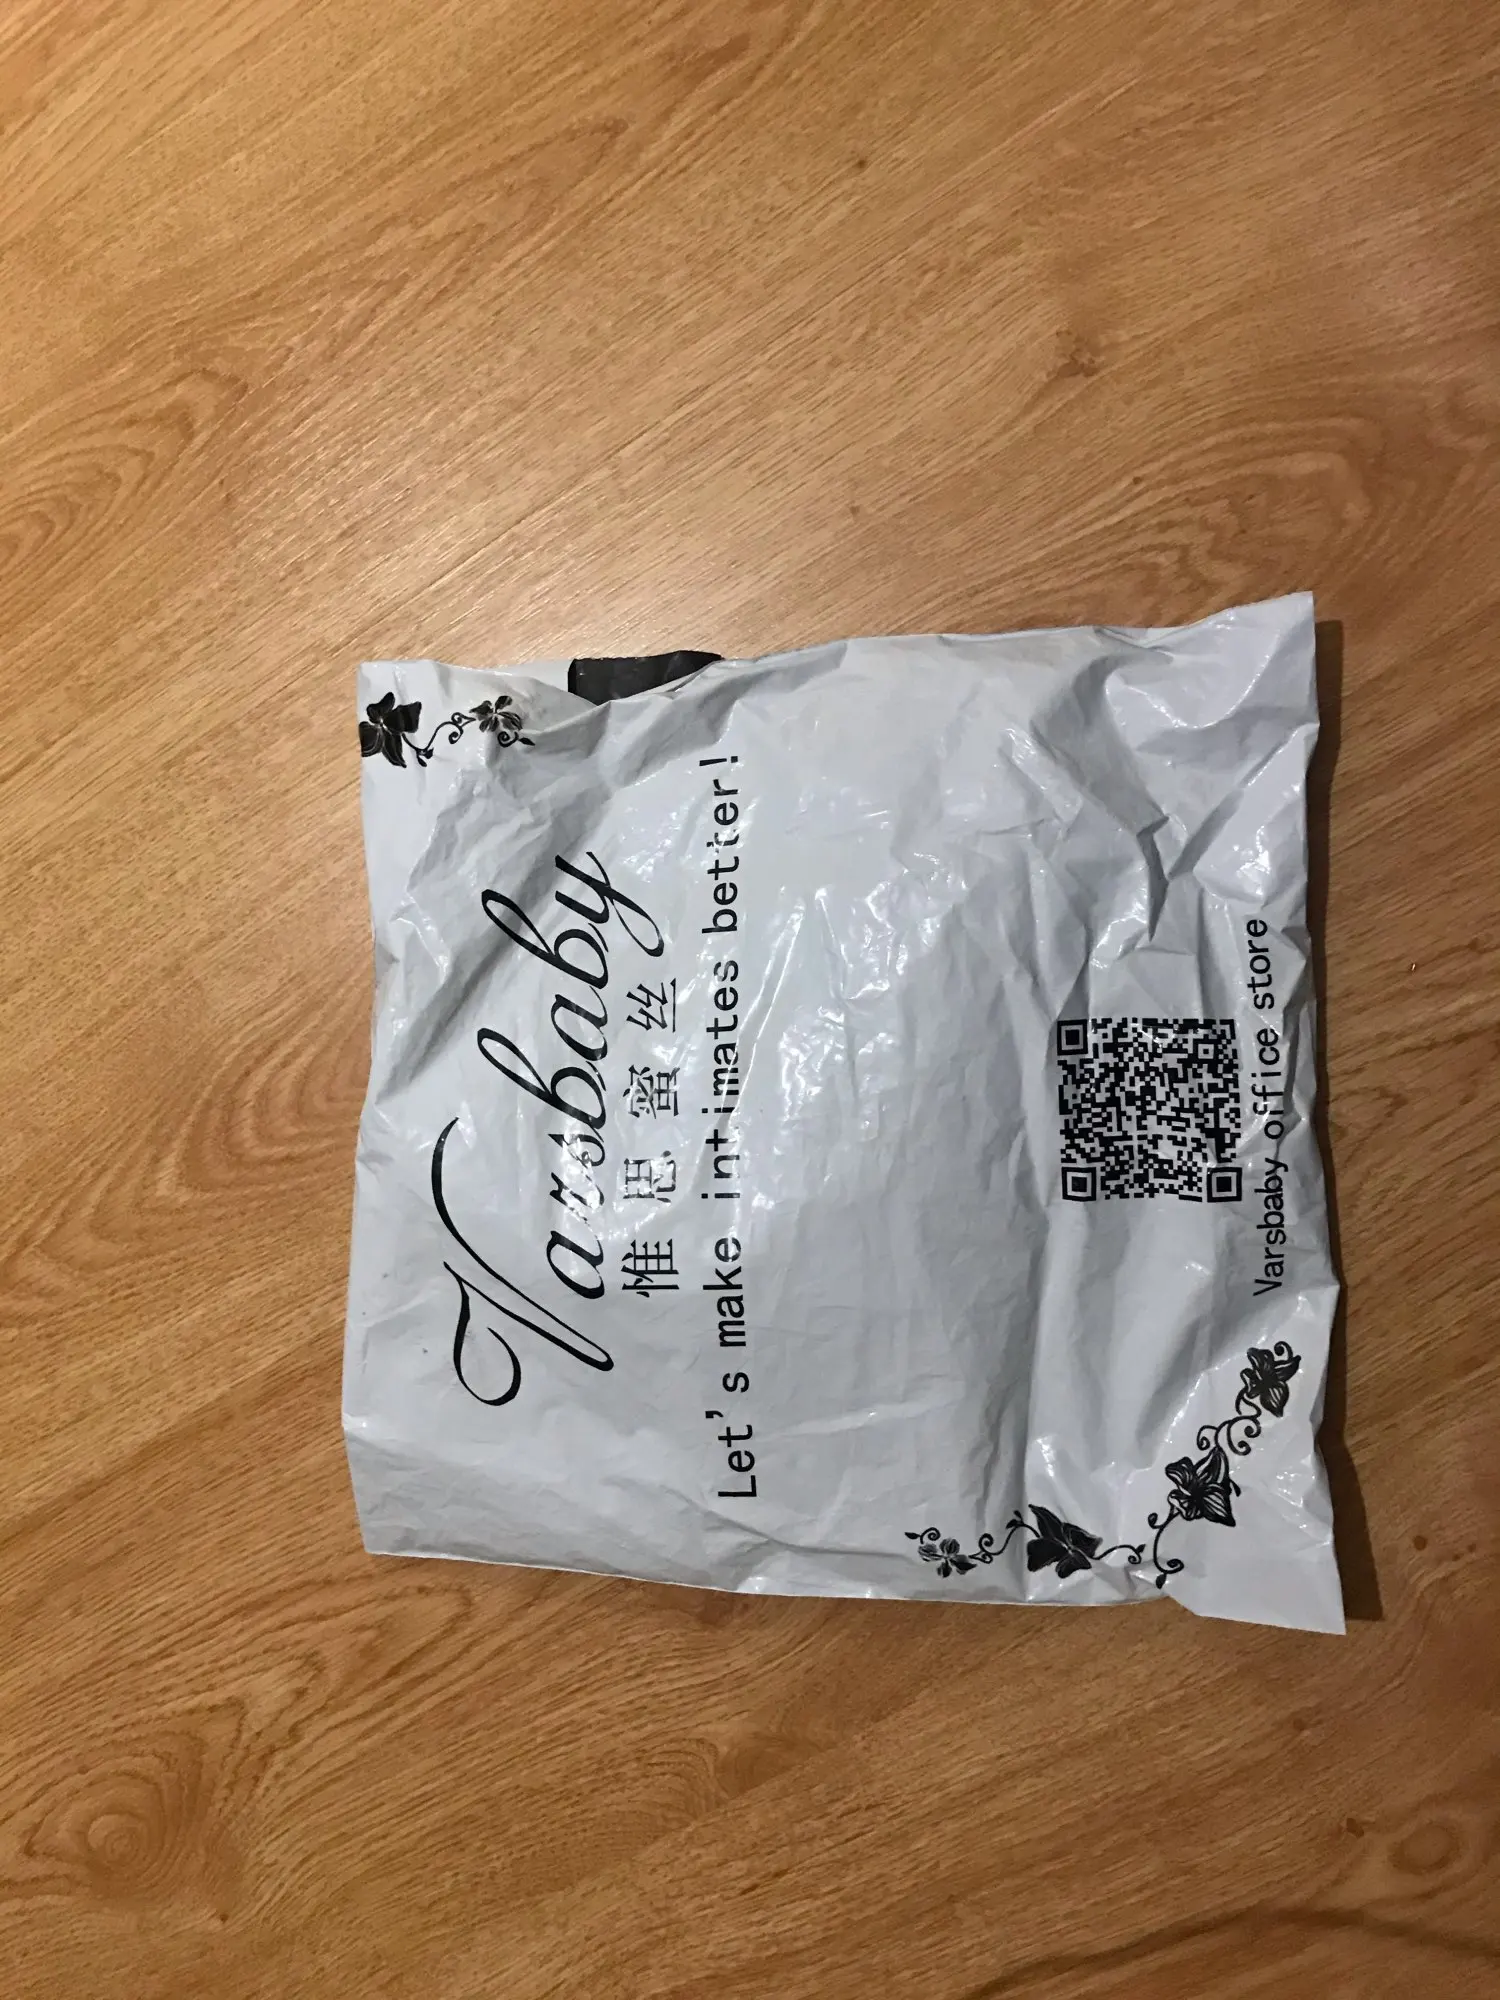 Varsbaby
惟思蜜丝
Let's make intimates better!
Varsbaby office store